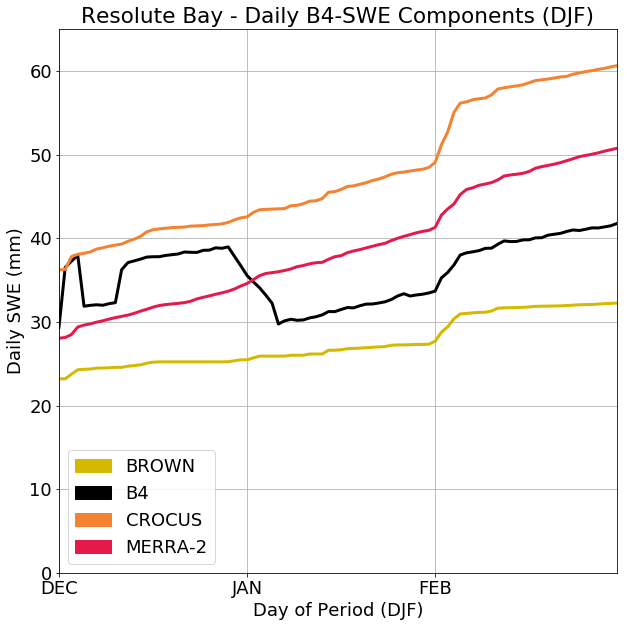 Resolute Bay - Daily B4-SWE Components (DJF)
60
50
40
30
20
10
0
Daily SWE (mm)
BROWN
B4
CROCUS
MERRA-2
DEC JAN FEB
Day of Period (DJF)